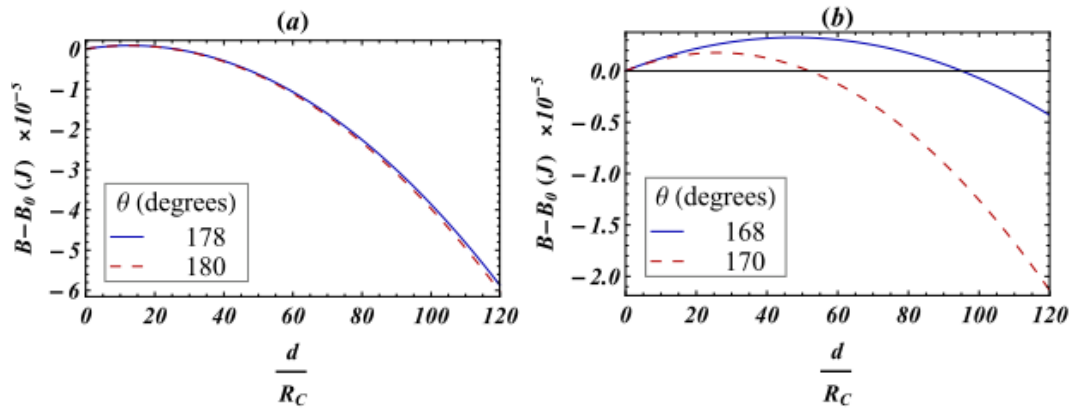 (a)
B−B₀ (J) ×10⁻⁵
0
−1
−2
−3
−4
−5
−6
θ (degrees)
178
180
0 20 40 60 80 100 120
d
R_C
(b)
B−B₀ (J) ×10⁻⁵
0.0
−0.5
−1.0
−1.5
−2.0
θ (degrees)
168
170
0 20 40 60 80 100 120
d
R_C